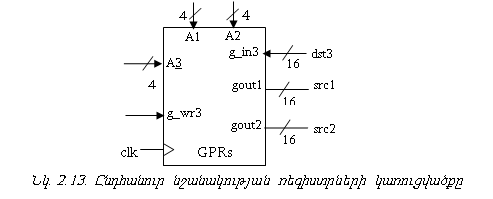 4 4
A1 A2
g_in3 dst3
16
A3
4
gout1 src1
16
g_wr3
gout2 src2
16
clk
GPRs
Նկ. 2.13. Ընդհանուր նշանակության ռեգիստրների կառուցվածքը